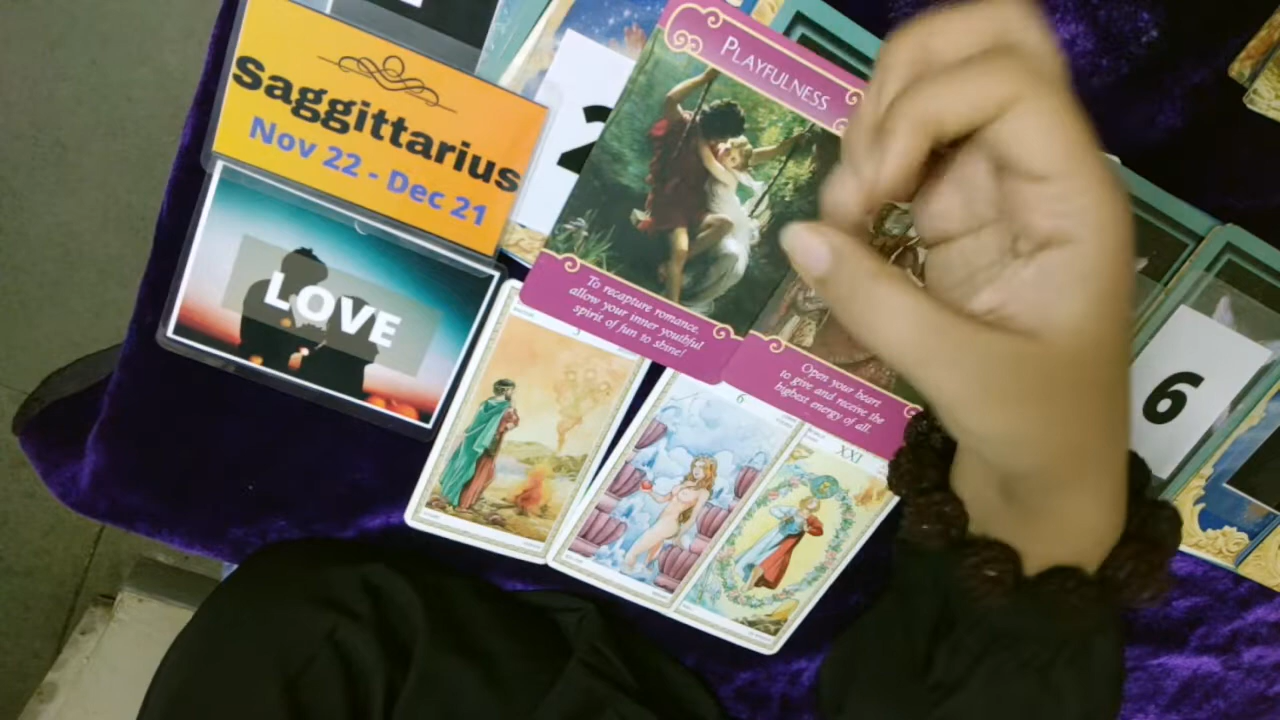 Saggittarius
Nov 22 - Dec 21
LOVE
2
PLAYFULNESS
To recapture romance,
allow your inner youthful
spirit of fun to shine!
Open your heart
to give and receive the
highest energy of all.
6
XXI
6